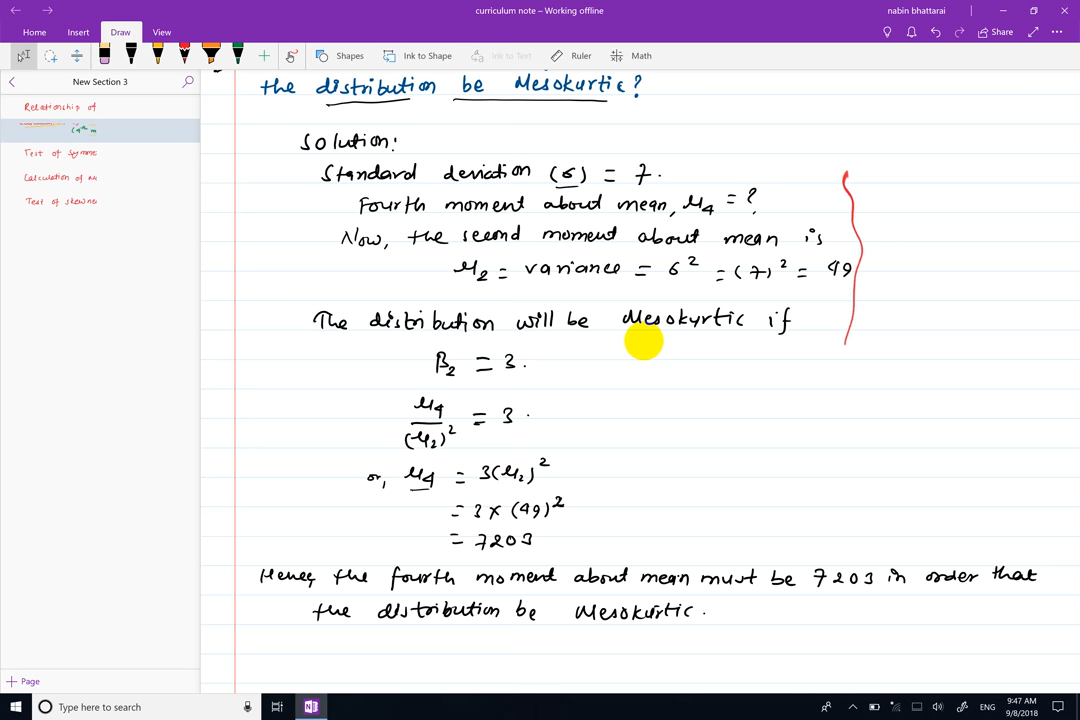 curriculum note – Working offline
nabin bhattarai
Home Insert Draw View
Share
Shapes Ink to Shape Ink to Text Ruler Math
New Section 3
Relationship of
(4th m
Test of symme
Calculation of
Test of skewne
Page
the distribution be Mesokurtic?
Solution:
Standard deviation (σ) = 7.
Fourth moment about mean, μ4 = ?
Now, the second moment about mean is
μ2 = variance = σ² = (7)² = 49
The distribution will be Mesokurtic if
β2 = 3.
μ4/(μ2)² = 3.
or, μ4 = 3(μ2)²
= 3 × (49)²
= 7203
Hence, the fourth moment about mean must be 7203 in order that
the distribution be Mesokurtic.
Type here to search
ENG
9:47 AM
9/8/2018